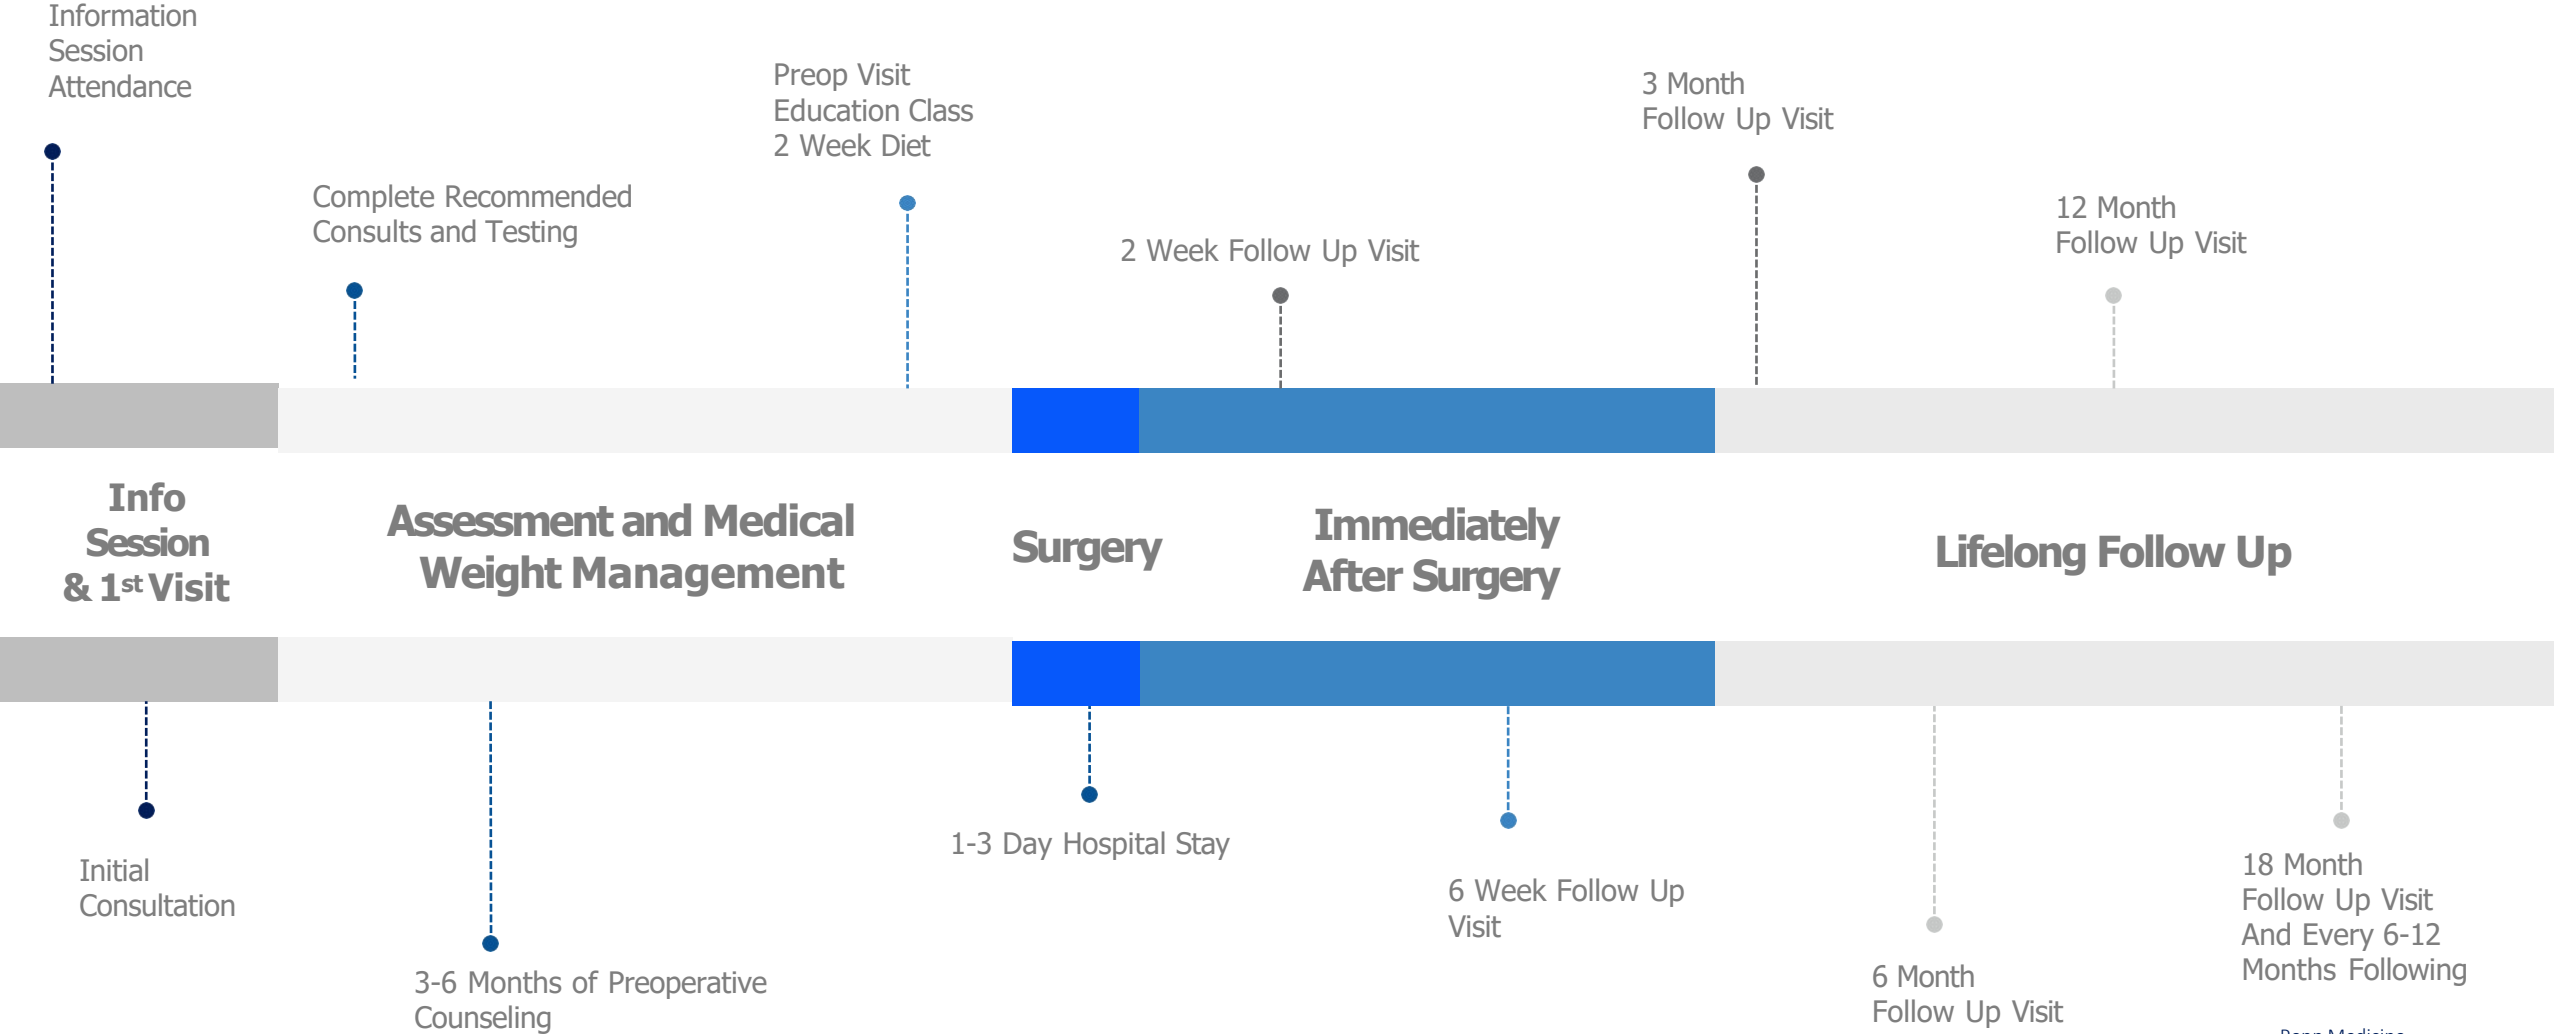 Information
Session
Attendance
Preop Visit
Education Class
2 Week Diet
3 Month
Follow Up Visit
Complete Recommended
Consults and Testing
12 Month
Follow Up Visit
2 Week Follow Up Visit
Info
Session
& 1st Visit
Assessment and Medical
Weight Management
Surgery
Immediately
After Surgery
Lifelong Follow Up
1-3 Day Hospital Stay
Initial
Consultation
6 Week Follow Up
Visit
18 Month
Follow Up Visit
And Every 6-12
Months Following
3-6 Months of Preoperative
Counseling
6 Month
Follow Up Visit
Penn Medicine